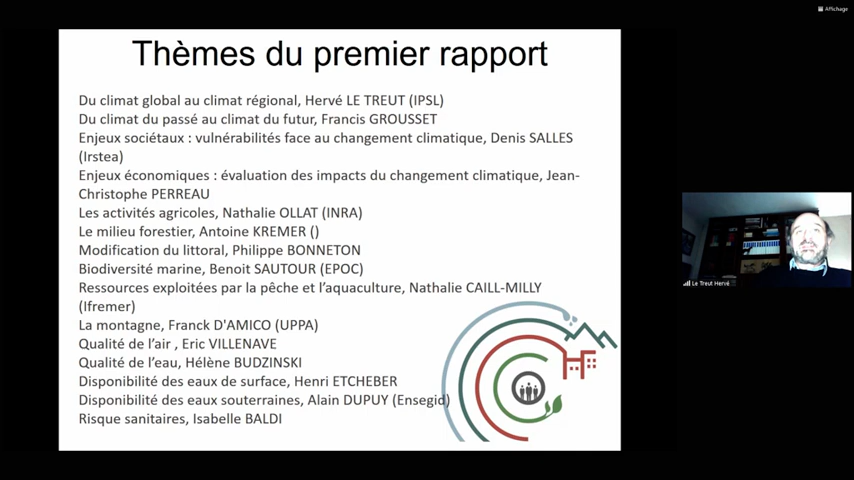 Affichage
Thèmes du premier rapport
Du climat global au climat régional, Hervé LE TREUT (IPSL)
Du climat du passé au climat du futur, Francis GROUSSET
Enjeux sociétaux : vulnérabilités face au changement climatique, Denis SALLES
(Irstea)
Enjeux économiques : évaluation des impacts du changement climatique, Jean-
Christophe PERREAU
Les activités agricoles, Nathalie OLLAT (INRA)
Le milieu forestier, Antoine KREMER ()
Modification du littoral, Philippe BONNETON
Biodiversité marine, Benoit SAUTOUR (EPOC)
Ressources exploitées par la pêche et l’aquaculture, Nathalie CAILL-MILLY
(Ifremer)
La montagne, Franck D'AMICO (UPPA)
Qualité de l’air , Eric VILLENAVE
Qualité de l’eau, Hélène BUDZINSKI
Disponibilité des eaux de surface, Henri ETCHEBER
Disponibilité des eaux souterraines, Alain DUPUY (Ensegid)
Risque sanitaires, Isabelle BALDI
Le Treut Hervé